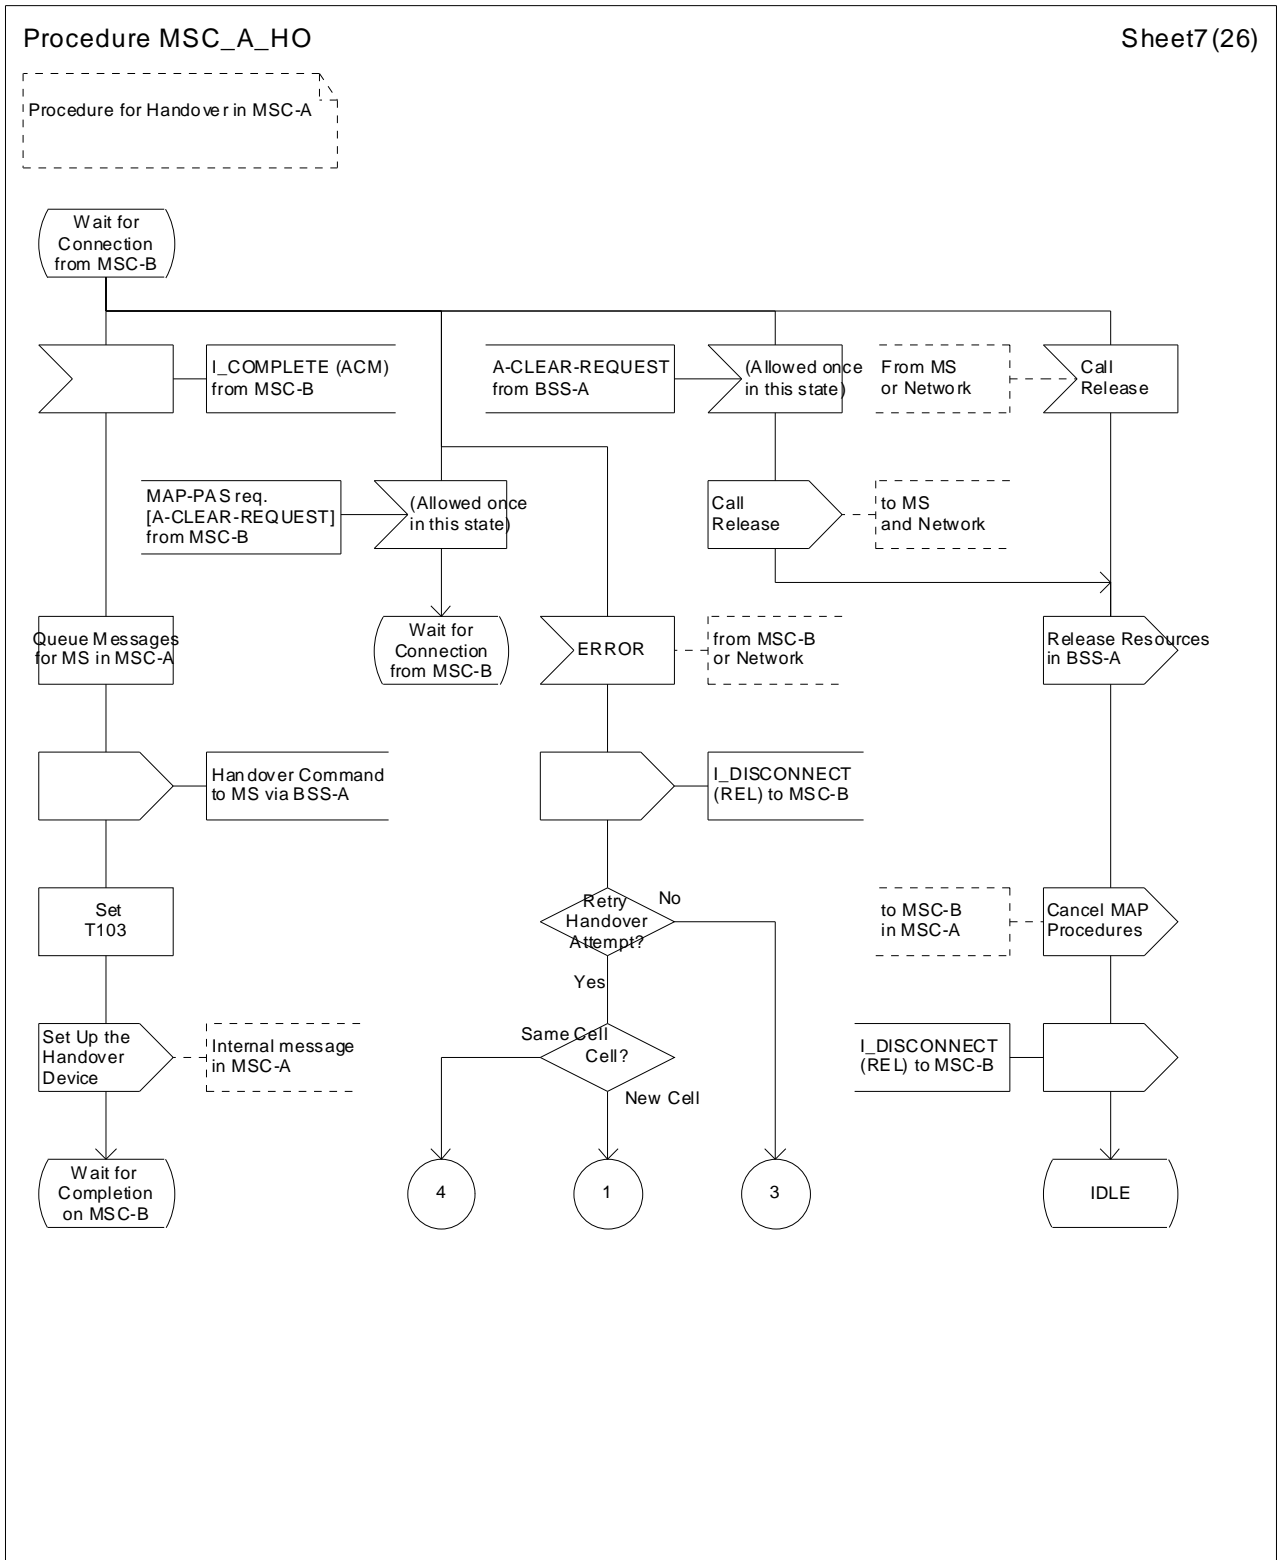 Procedure MSC_A_HO
Sheet7(26)
Procedure for Handover in MSC-A
Wait for
Connection
from MSC-B
I_COMPLETE (ACM)
from MSC-B
A-CLEAR-REQUEST
from BSS-A
(Allowed once
in this state)
From MS
or Network
Call
Release
MAP-PAS req.
[A-CLEAR-REQUEST]
from MSC-B
(Allowed once
in this state)
Call
Release
to MS
and Network
Queue Messages
for MS in MSC-A
Wait for
Connection
from MSC-B
ERROR
from MSC-B
or Network
Release Resources
in BSS-A
Handover Command
to MS via BSS-A
I_DISCONNECT
(REL) to MSC-B
Set
T103
Retry
Handover
Attempt?
No
Yes
to MSC-B
in MSC-A
Cancel MAP
Procedures
Set Up the
Handover
Device
Internal message
in MSC-A
Same Cell
Cell?
New Cell
I_DISCONNECT
(REL) to MSC-B
Wait for
Completion
on MSC-B
4
1
3
IDLE